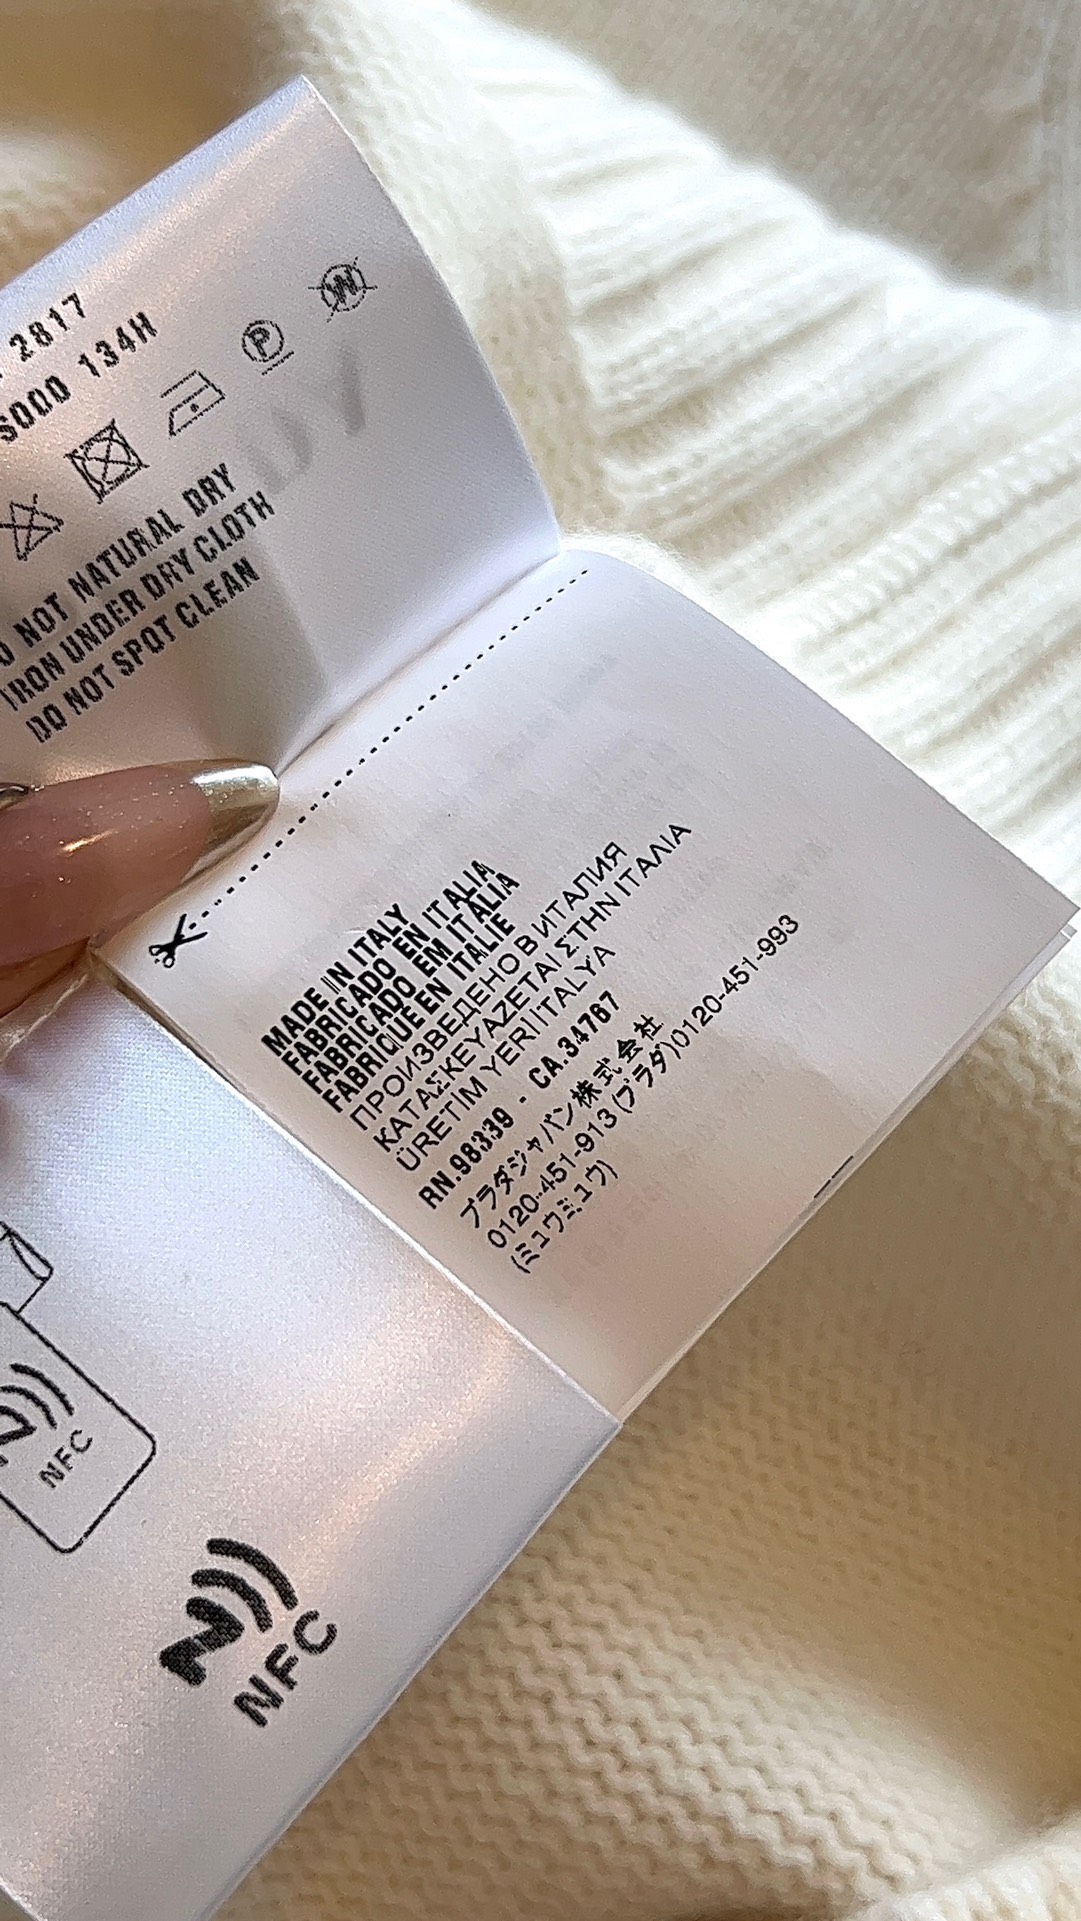 2817
S000 134H
P
W
NOT NATURAL DRY
IRON UNDER DRY CLOTH
DO NOT SPOT CLEAN
MADE IN ITALY
FABRICADO EN ITALIA
FABRICADO EM ITÁLIA
FABRIQUE EN ITALIE
ПРОИЗВЕДЕНО В ИТАЛИЯ
ΚΑΤΑΣΚΕΥΑΖΕΤΑΙ ΣΤΗΝ ΙΤΑΛΙΑ
ÜRETİM YERİ İTALYA
RN.98339 - CA.34767
プラダジャパン株式会社
0120-451-913 (プラダ)0120-451-993
(ミュウミュウ)
NFC
NFC